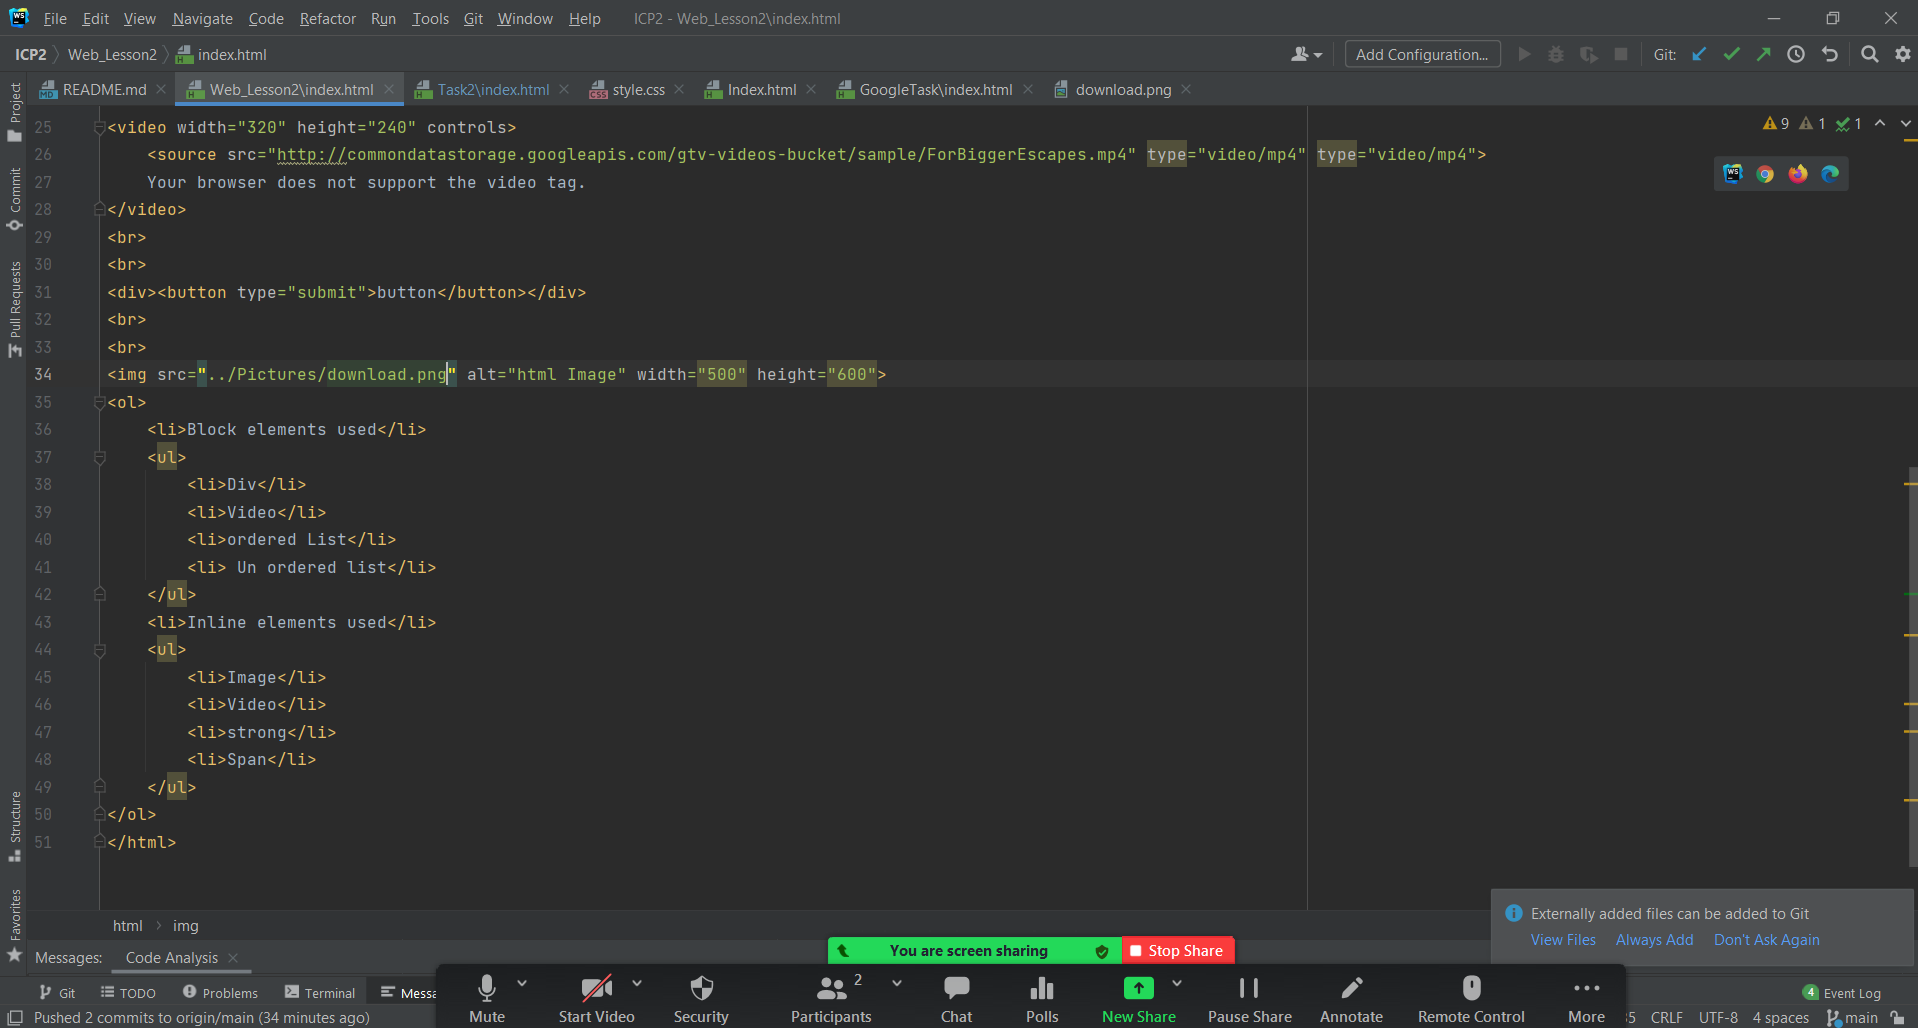 WS File Edit View Navigate Code Refactor Run Tools Git Window Help ICP2 - Web_Lesson2\index.html
ICP2 Web_Lesson2 index.html Add Configuration... Git:
README.md Web_Lesson2\index.html Task2\index.html style.css Index.html GoogleTask\index.html download.png
Project
Commit
Pull Requests
Structure
Favorites
9 1 1
25 <video width="320" height="240" controls>
26 <source src="http://commondatastorage.googleapis.com/gtv-videos-bucket/sample/ForBiggerEscapes.mp4" type="video/mp4" type="video/mp4">
27 Your browser does not support the video tag.
28 </video>
29 <br>
30 <br>
31 <div><button type="submit">button</button></div>
32 <br>
33 <br>
34 <img src="../Pictures/download.png" alt="html Image" width="500" height="600">
35 <ol>
36 <li>Block elements used</li>
37 <ul>
38 <li>Div</li>
39 <li>Video</li>
40 <li>ordered List</li>
41 <li> Un ordered list</li>
42 </ul>
43 <li>Inline elements used</li>
44 <ul>
45 <li>Image</li>
46 <li>Video</li>
47 <li>strong</li>
48 <li>Span</li>
49 </ul>
50 </ol>
51 </html>
html img
Externally added files can be added to Git
View Files Always Add Don't Ask Again
Messages: Code Analysis
You are screen sharing Stop Share
Git TODO Problems Terminal Messa
2
Mute Start Video Security Participants Chat Polls New Share Pause Share Annotate Remote Control More
4 Event Log
Pushed 2 commits to origin/main (34 minutes ago)
35 CRLF UTF-8 4 spaces main